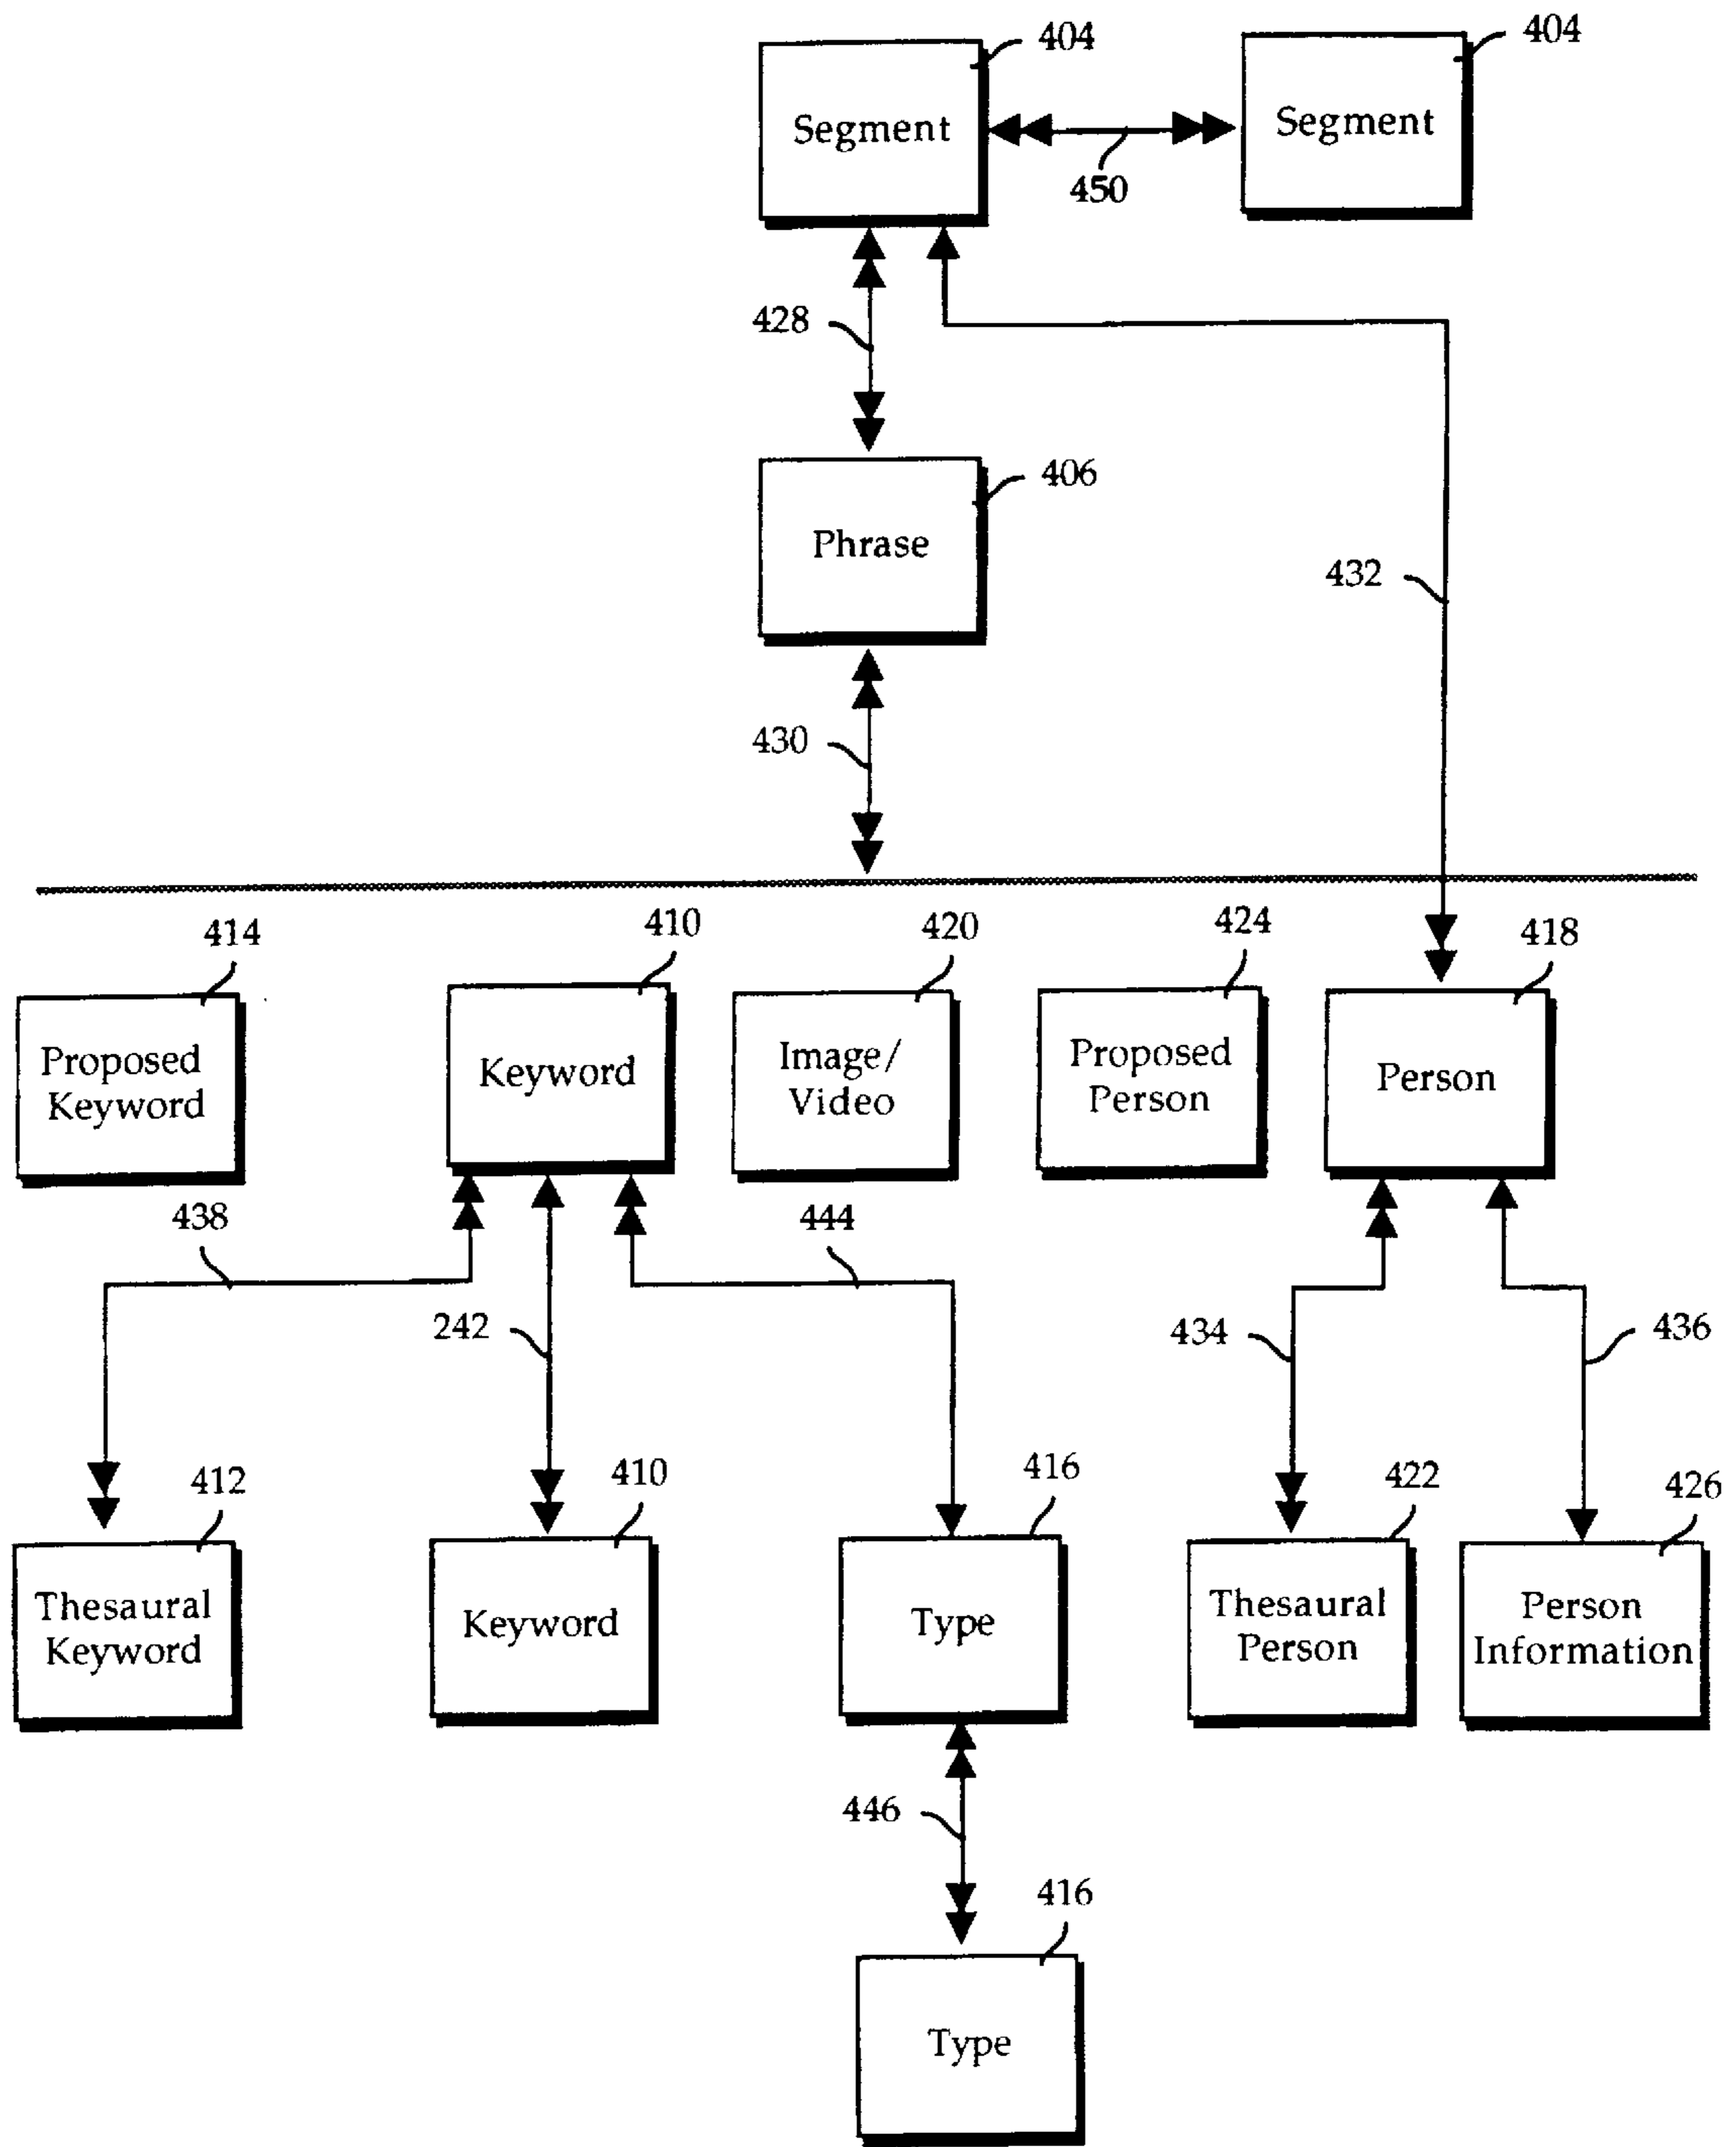 404
404
Segment
Segment
450
428
406
Phrase
432
430
414
410
420
424
418
Proposed
Keyword
Keyword
Image/
Video
Proposed
Person
Person
438
444
242
434
436
412
410
416
422
426
Thesaural
Keyword
Keyword
Type
Thesaural
Person
Person
Information
446
416
Type